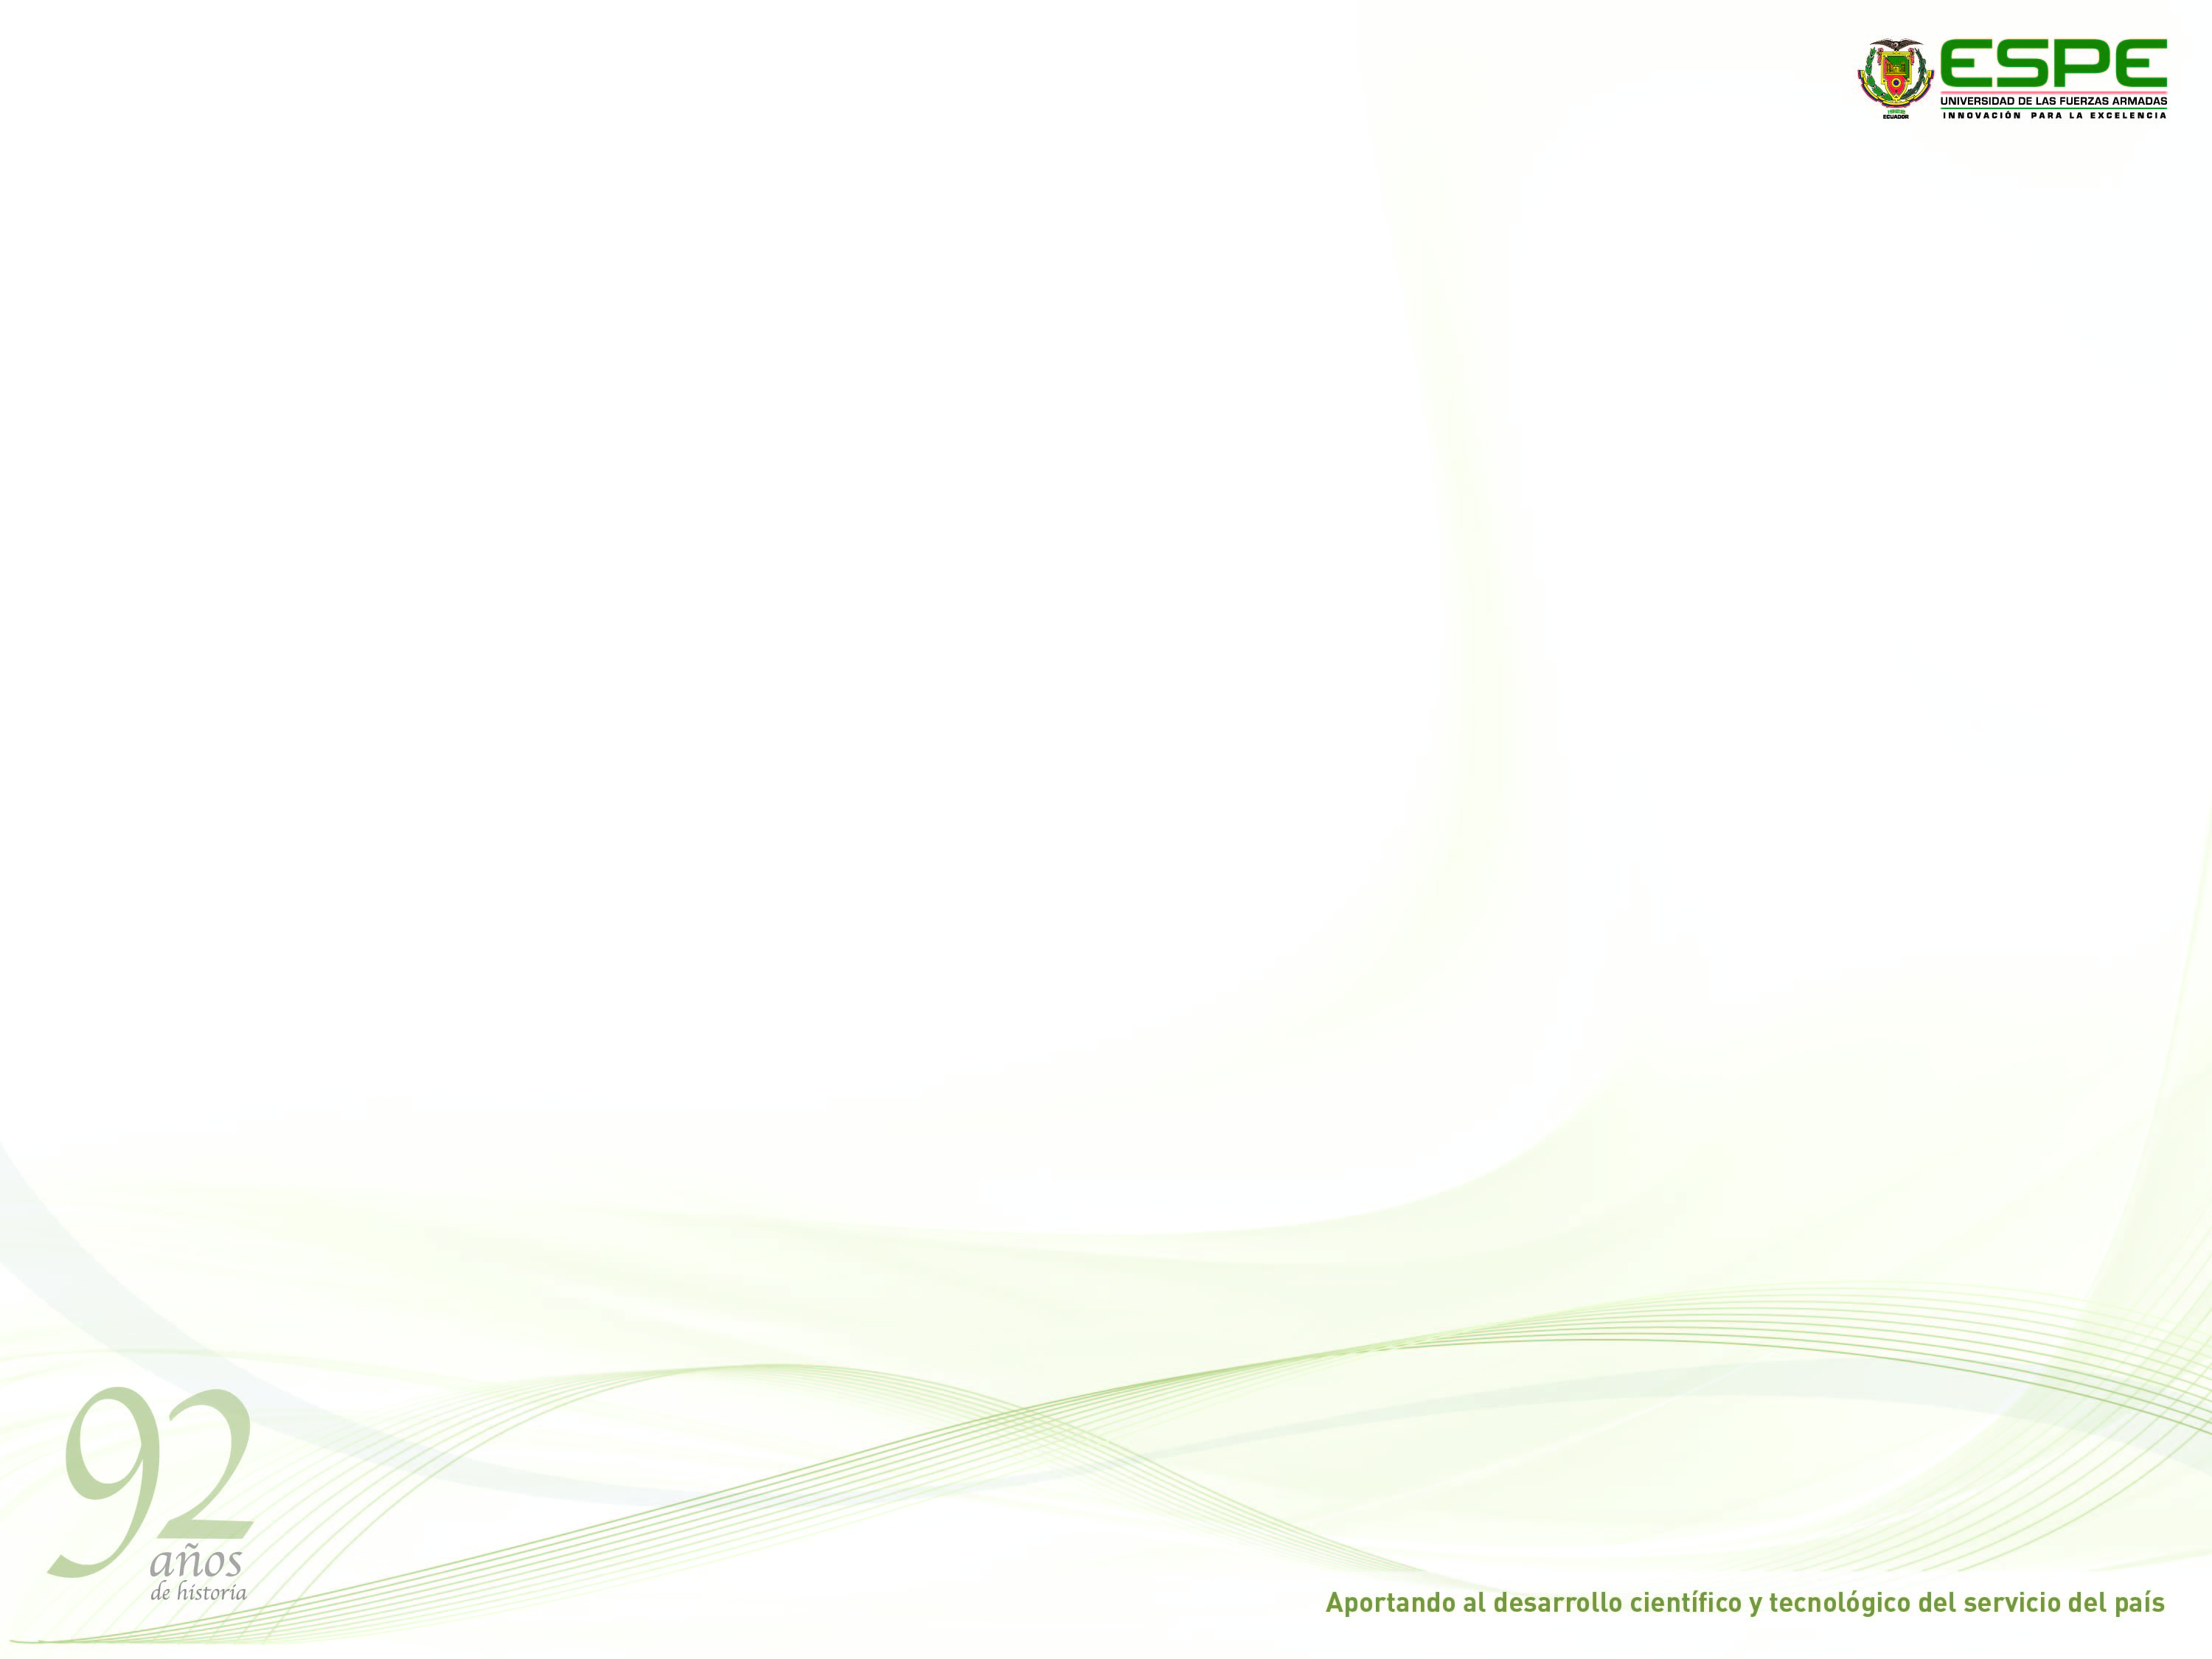 ESPE
UNIVERSIDAD DE LAS FUERZAS ARMADAS
INNOVACIÓN PARA LA EXCELENCIA
ECUADOR
92
años
de historia
Aportando al desarrollo científico y tecnológico del servicio del país